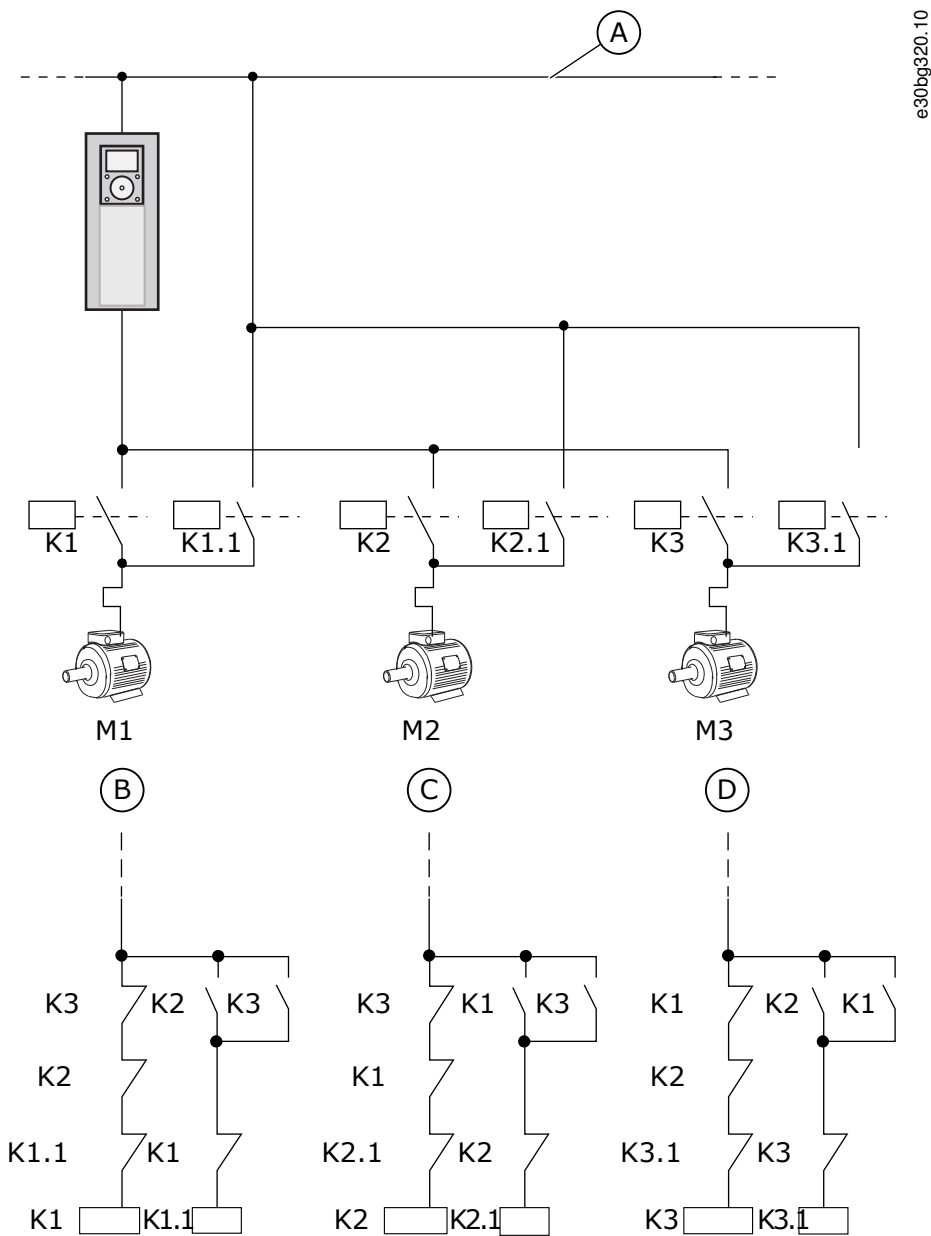 A
e30bg320.10
K1 K1.1 K2 K2.1 K3 K3.1
M1 M2 M3
B C D
K3 K2 K3 K3 K1 K3 K1 K2 K1
K2 K1 K2
K1.1 K1 K2.1 K2 K3.1 K3
K1 K1.1 K2 K2.1 K3 K3.1